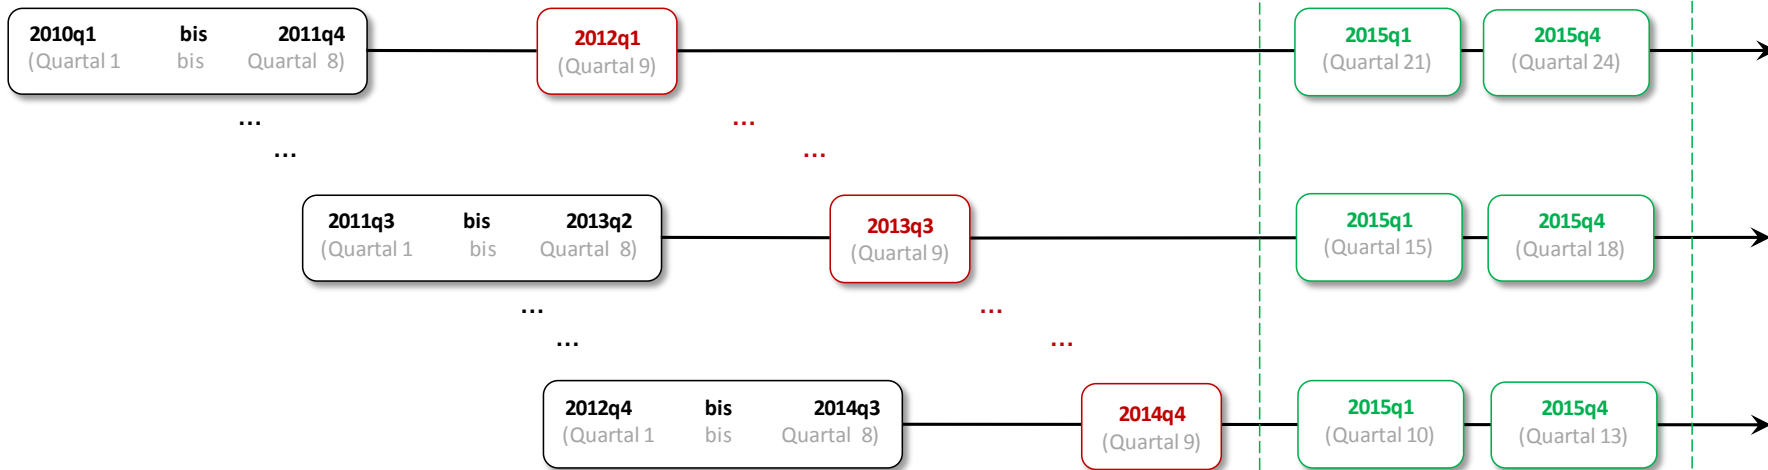 2010q1 bis 2011q4
(Quartal 1 bis Quartal 8)
2012q1
(Quartal 9)
2015q1
(Quartal 21)
2015q4
(Quartal 24)
... ...
... ...
2011q3 bis 2013q2
(Quartal 1 bis Quartal 8)
2013q3
(Quartal 9)
2015q1
(Quartal 15)
2015q4
(Quartal 18)
... ...
... ...
2012q4 bis 2014q3
(Quartal 1 bis Quartal 8)
2014q4
(Quartal 9)
2015q1
(Quartal 10)
2015q4
(Quartal 13)